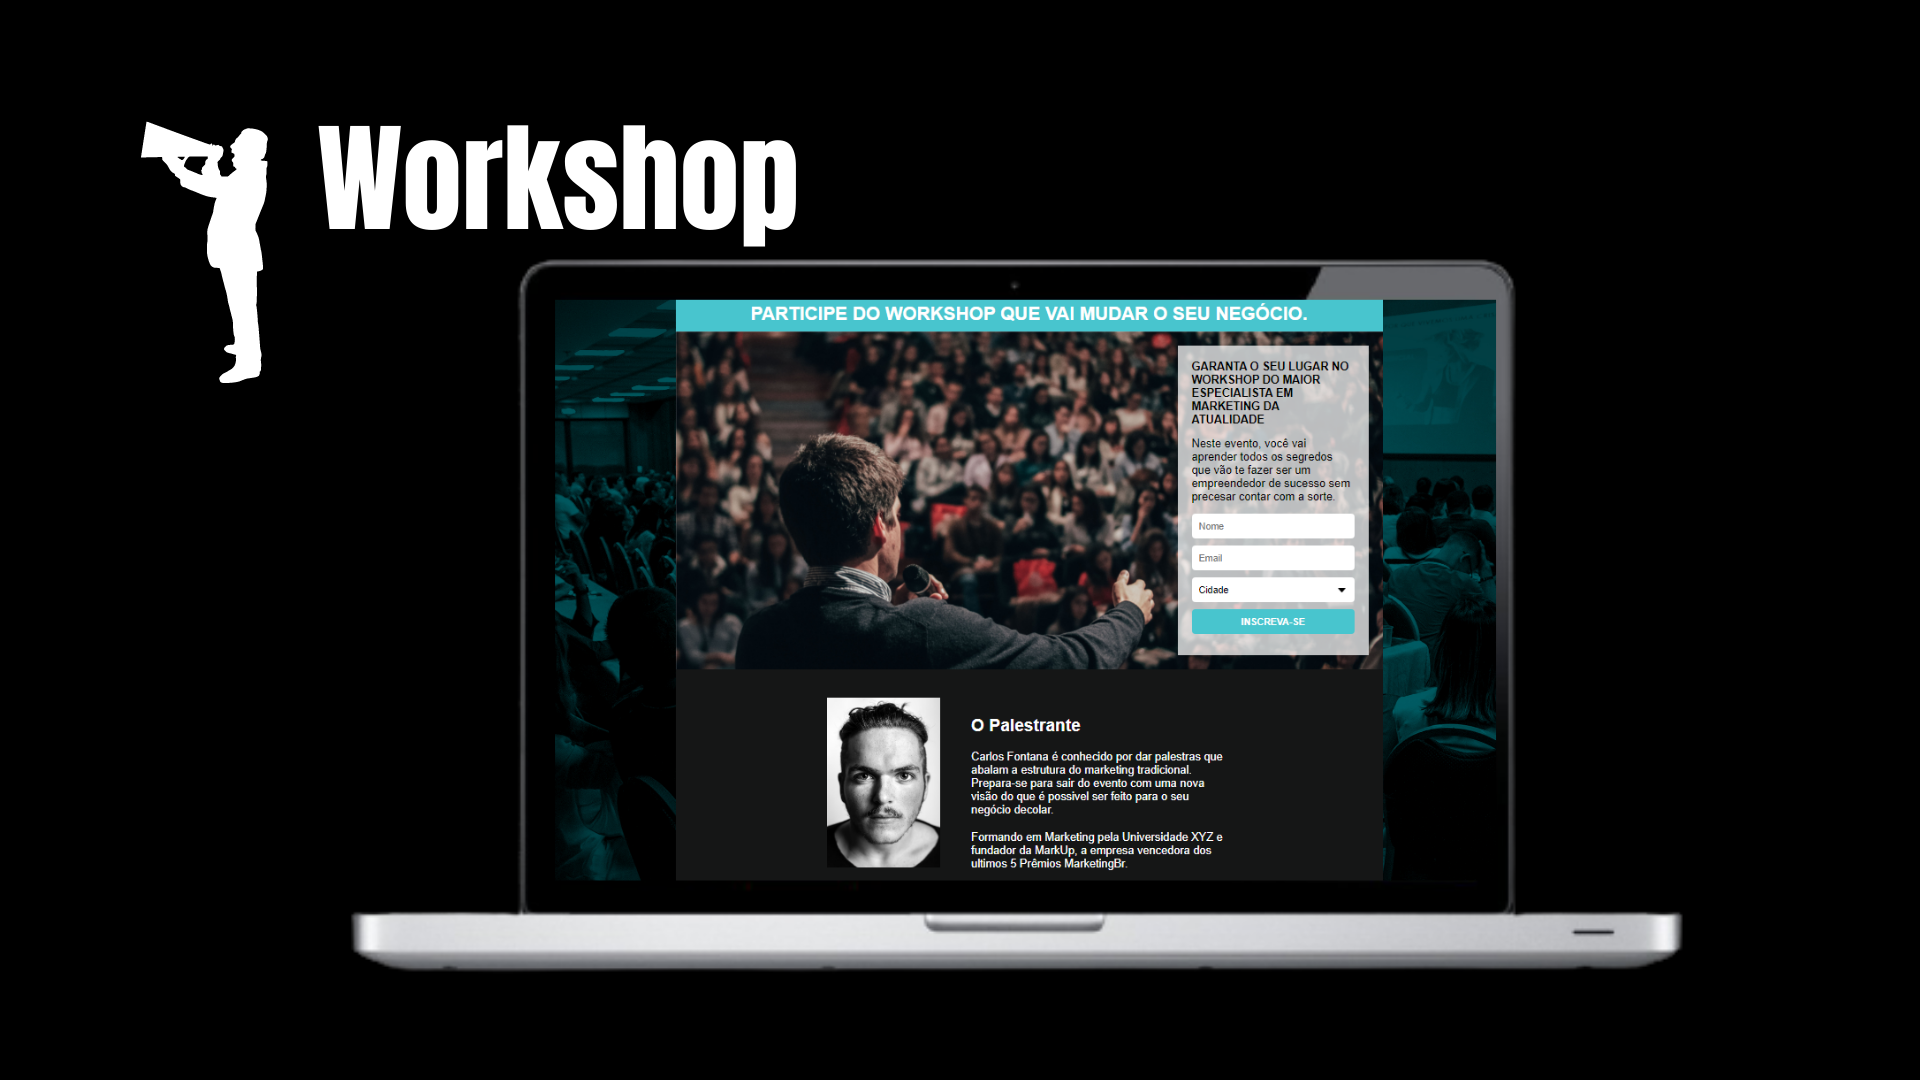 Workshop
PARTICIPE DO WORKSHOP QUE VAI MUDAR O SEU NEGÓCIO.
GARANTA O SEU LUGAR NO
WORKSHOP DO MAIOR
ESPECIALISTA EM
MARKETING DA
ATUALIDADE
Neste evento, você vai
aprender todos os segredos
que vão te fazer ser um
empreendedor de sucesso sem
precesar contar com a sorte.
Nome
Email
Cidade
INSCREVA-SE
O Palestrante
Carlos Fontana é conhecido por dar palestras que
abalam a estrutura do marketing tradicional.
Prepara-se para sair do evento com uma nova
visão do que é possivel ser feito para o seu
negócio decolar.
Formando em Marketing pela Universidade XYZ e
fundador da MarkUp, a empresa vencedora dos
ultimos 5 Prêmios MarketingBr.